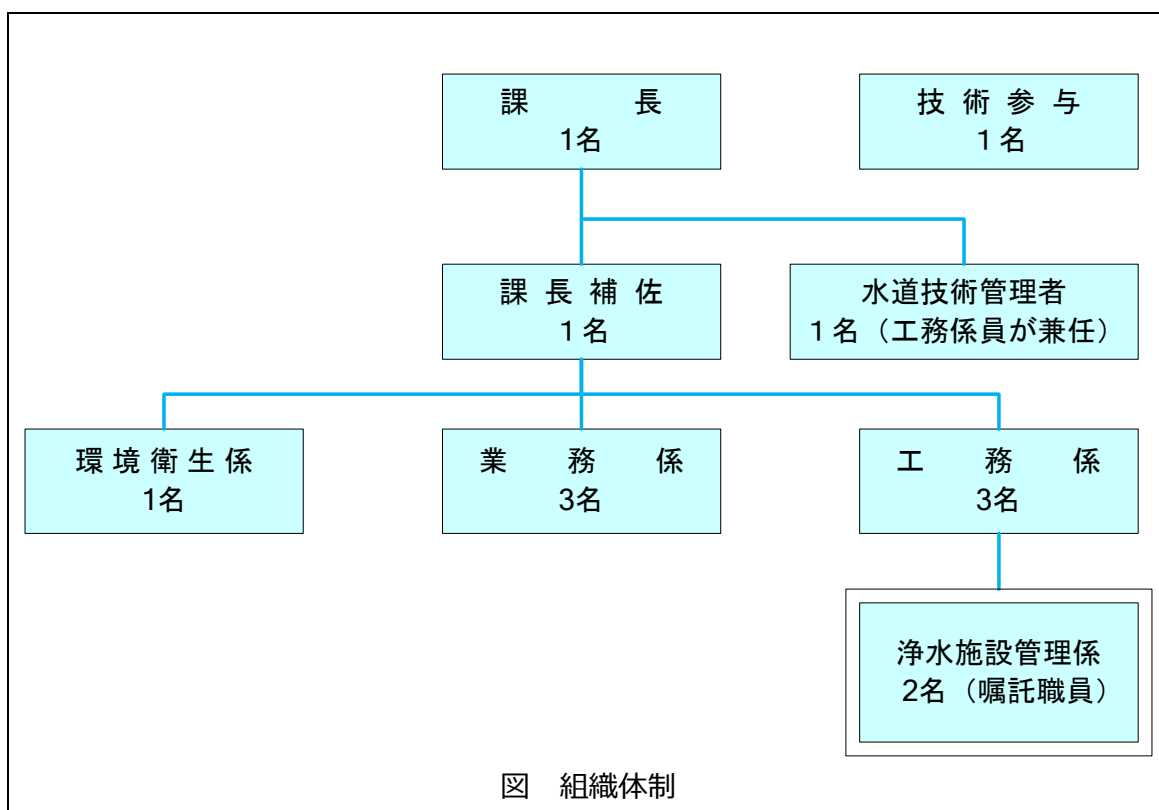 課長
1名
技術参与
1名
課長補佐
1名
水道技術管理者
1名（工務係員が兼任）
環境衛生係
1名
業務係
3名
工務係
3名
浄水施設管理係
2名（嘱託職員）
図 組織体制